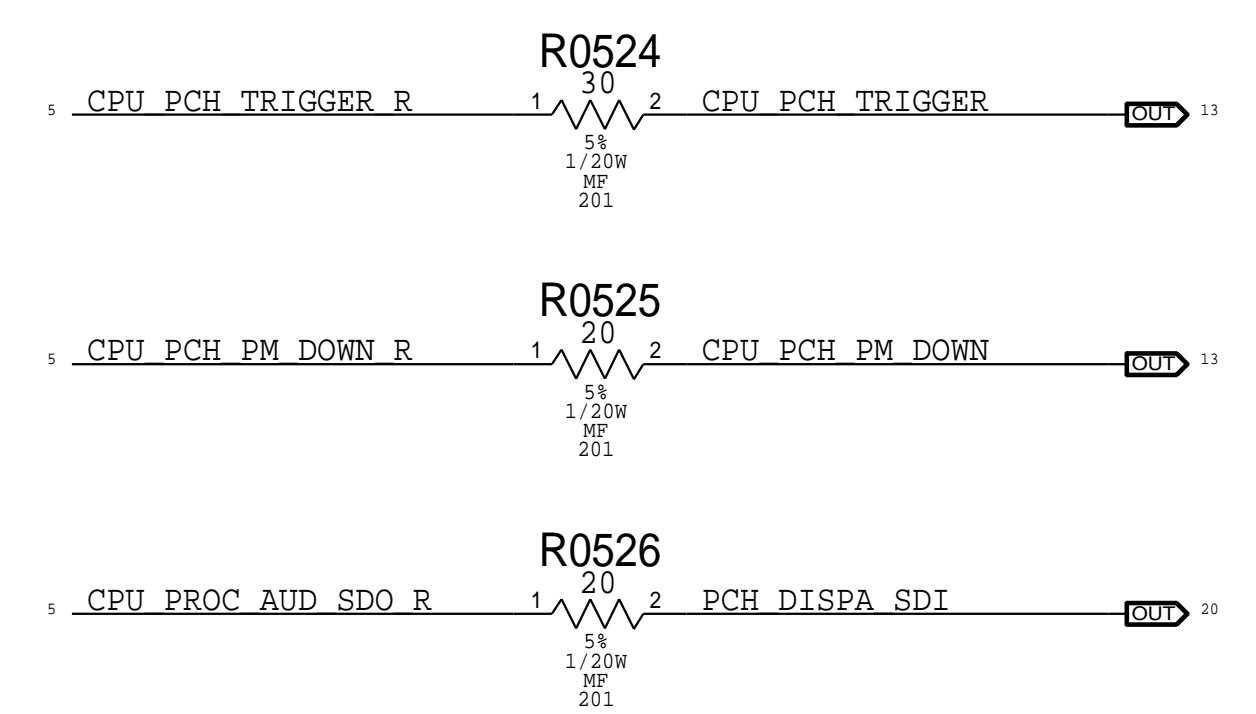 R0524
30
5 CPU_PCH_TRIGGER_R 1 2 CPU_PCH_TRIGGER OUT 13
5%
1/20W
MF
201
R0525
20
5 CPU_PCH_PM_DOWN_R 1 2 CPU_PCH_PM_DOWN OUT 13
5%
1/20W
MF
201
R0526
20
5 CPU_PROC_AUD_SDO_R 1 2 PCH_DISPA_SDI OUT 20
5%
1/20W
MF
201